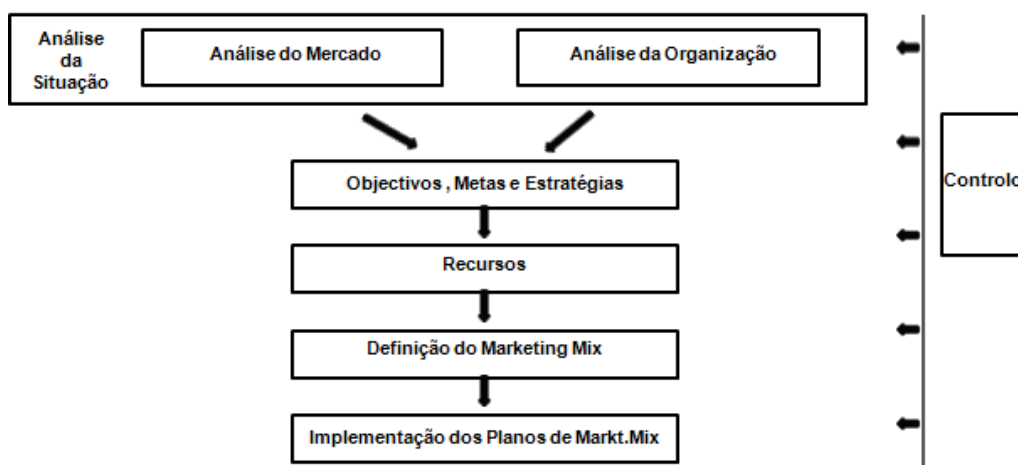 Análise
da
Situação
Análise do Mercado
Análise da Organização
Objectivos , Metas e Estratégias
Recursos
Definição do Marketing Mix
Implementação dos Planos de Markt.Mix
Controlo